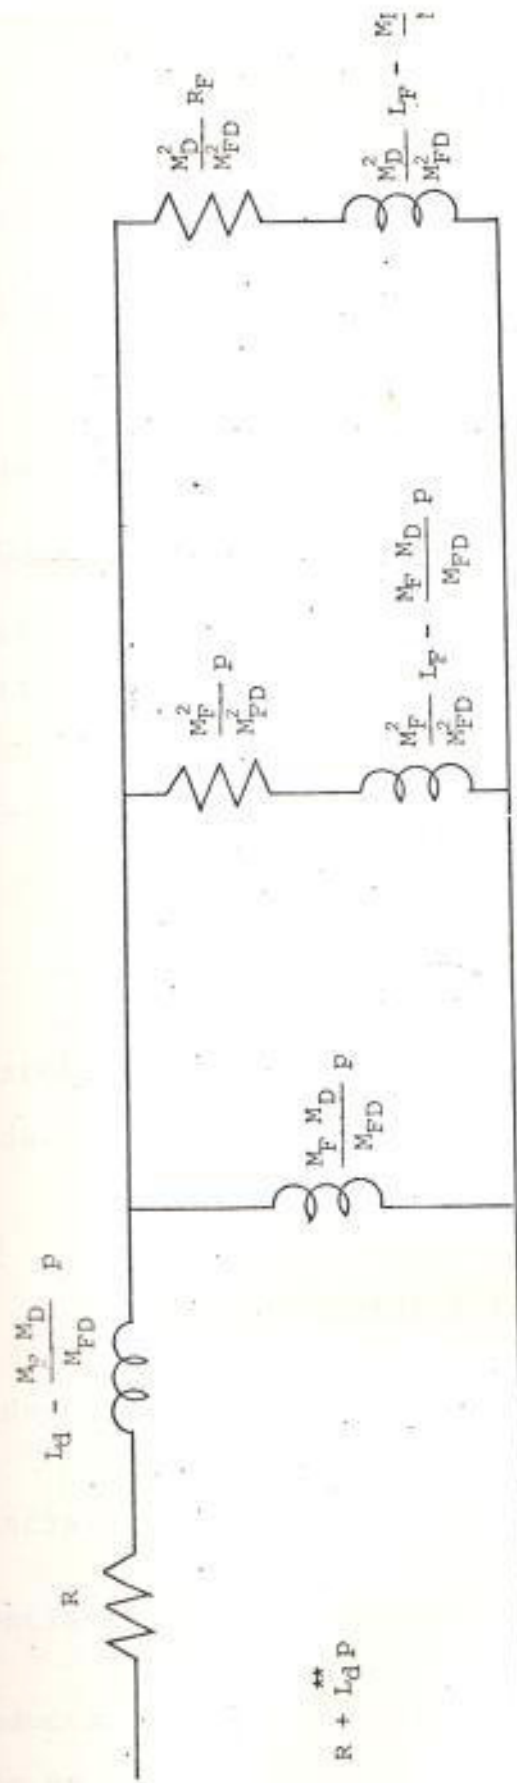 R
L_d - (M_F M_D / M_FD) p
R + L_d** p
(M_F M_D / M_FD) p
(M_F^2 / M_FD^2) p
(M_F^2 / M_FD^2) L_F - (M_F M_D / M_FD) p
(M_D^2 / M_FD^2) R_F
(M_D^2 / M_FD^2) L_F -